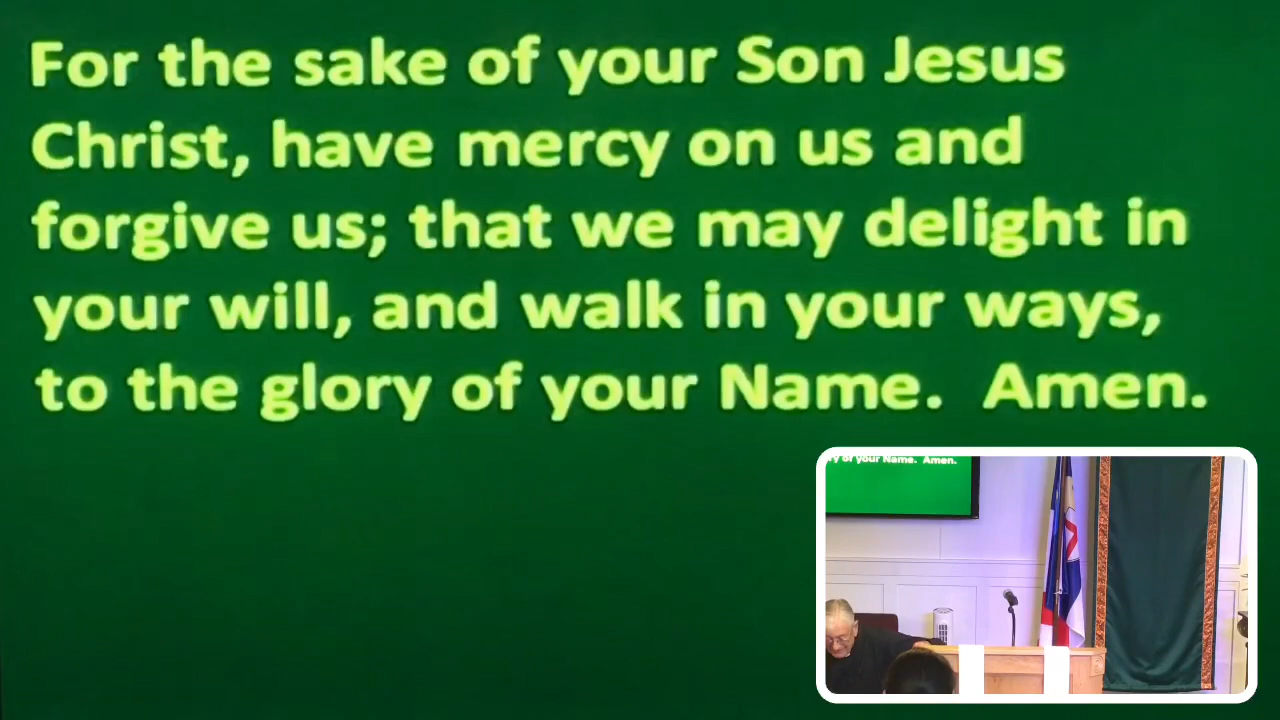 For the sake of your Son Jesus
Christ, have mercy on us and
forgive us; that we may delight in
your will, and walk in your ways,
to the glory of your Name.  Amen.
ry of your Name.  Amen.